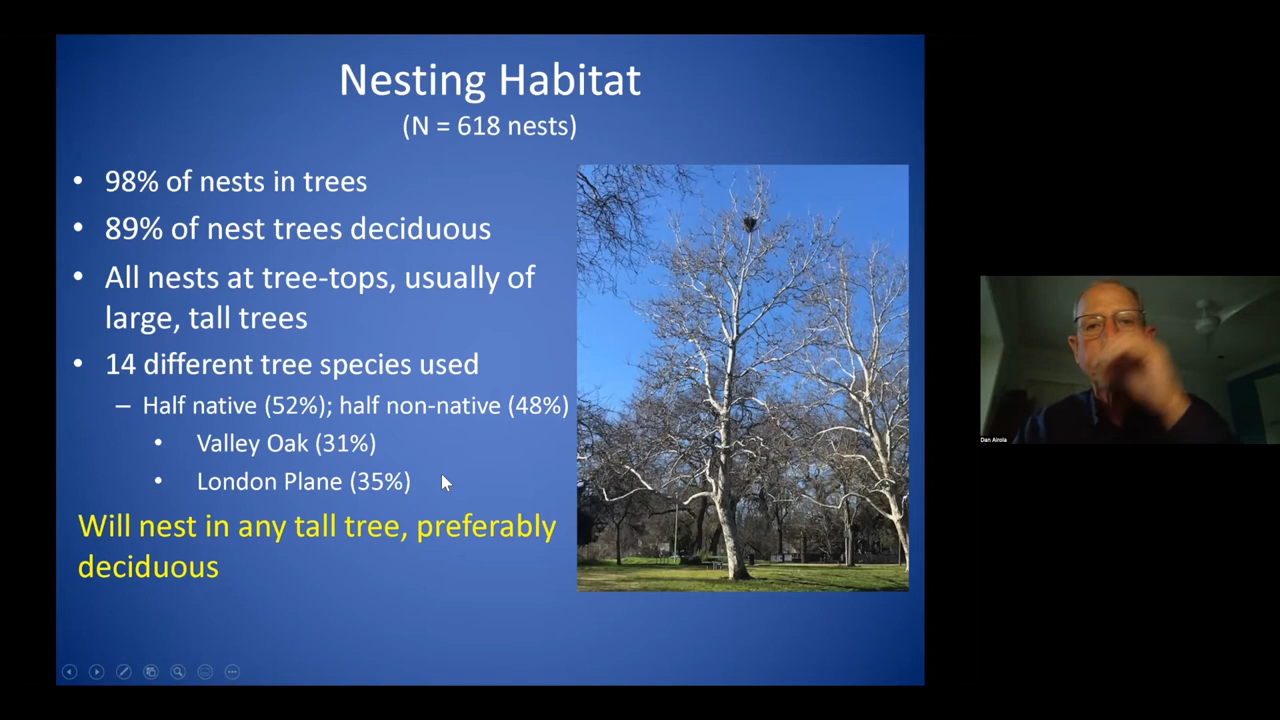 Nesting Habitat
(N = 618 nests)
• 98% of nests in trees
• 89% of nest trees deciduous
• All nests at tree-tops, usually of
large, tall trees
• 14 different tree species used
– Half native (52%); half non-native (48%)
• Valley Oak (31%)
• London Plane (35%)
Will nest in any tall tree, preferably
deciduous
Dan Airola